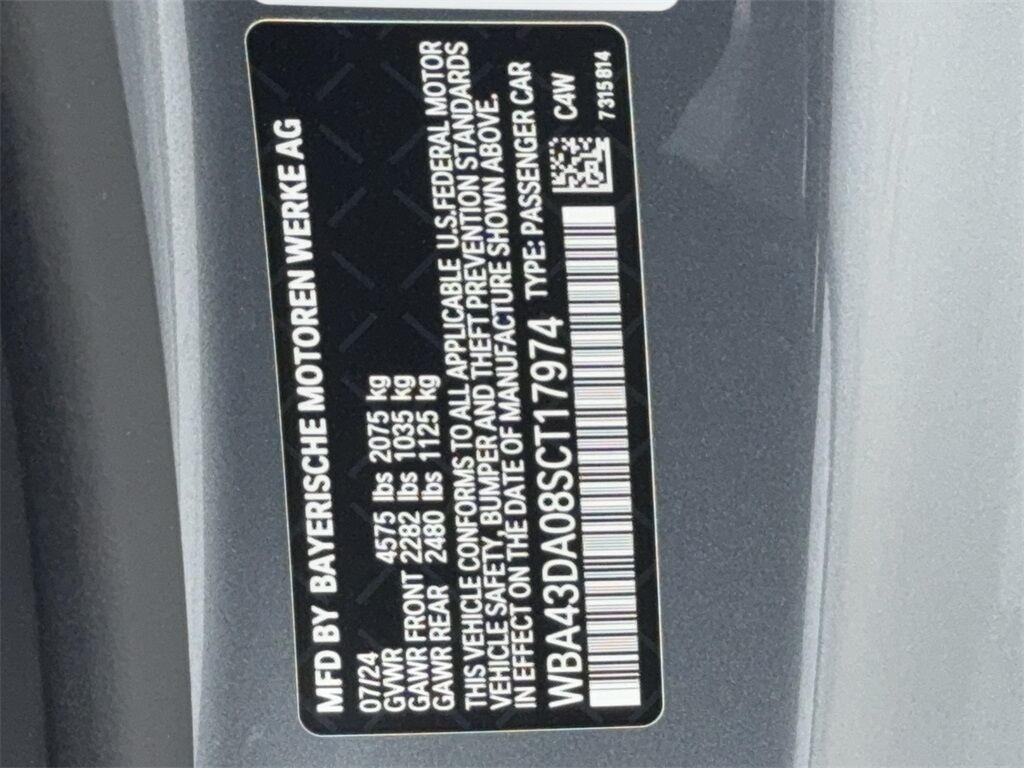 MFD BY BAYERISCHE MOTOREN WERKE AG
07/24
GVWR 4575 lbs 2075 kg
GAWR FRONT 2282 lbs 1035 kg
GAWR REAR 2480 lbs 1125 kg
THIS VEHICLE CONFORMS TO ALL APPLICABLE U.S.FEDERAL MOTOR
VEHICLE SAFETY, BUMPER AND THEFT PREVENTION STANDARDS
IN EFFECT ON THE DATE OF MANUFACTURE SHOWN ABOVE.
WBA43DA08SCT17974 TYPE: PASSENGER CAR
C4W
7315814